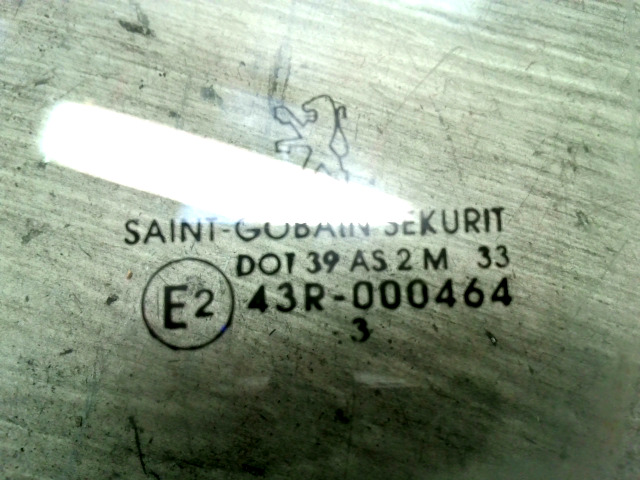 SAINT-GOBAIN SEKURIT
DOT 39 AS 2 M 33
E2 43R-000464
3